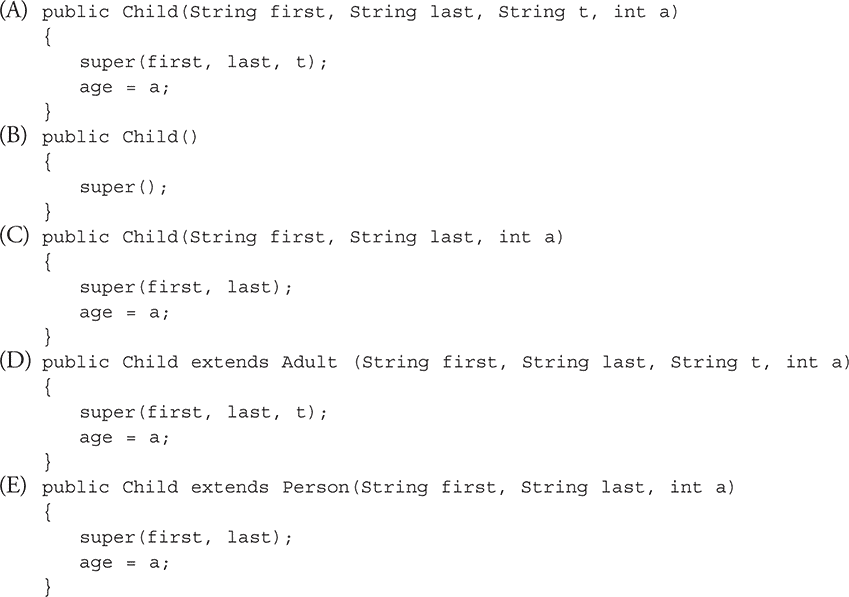 (A) public Child(String first, String last, String t, int a)
{
super(first, last, t);
age = a;
}
(B) public Child()
{
super();
}
(C) public Child(String first, String last, int a)
{
super(first, last);
age = a;
}
(D) public Child extends Adult (String first, String last, String t, int a)
{
super(first, last, t);
age = a;
}
(E) public Child extends Person(String first, String last, int a)
{
super(first, last);
age = a;
}